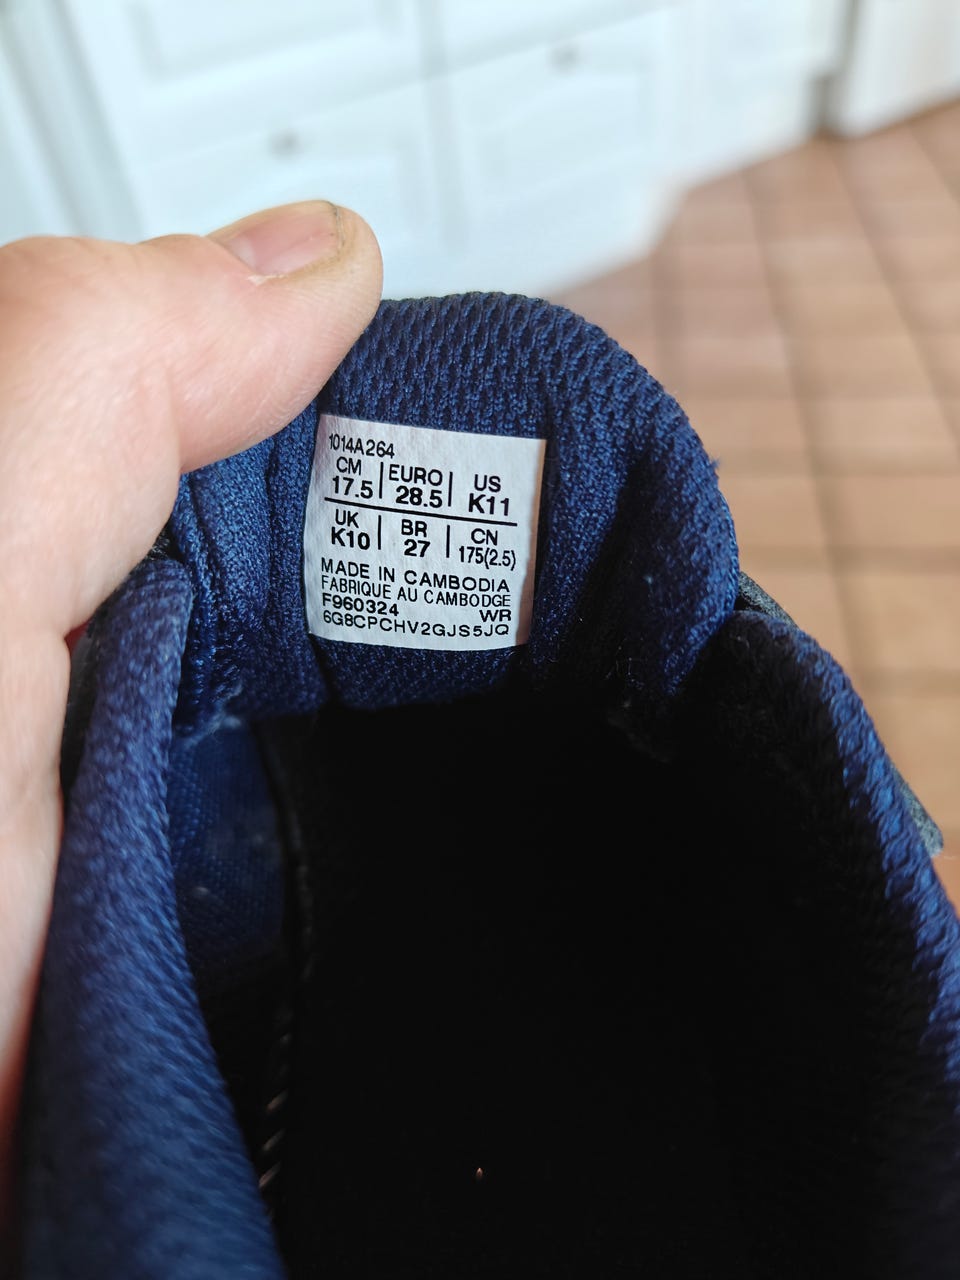 1014A264
CM EURO US
17.5 28.5 K11
UK BR CN
K10 27 175(2.5)
MADE IN CAMBODIA
FABRIQUE AU CAMBODGE
F960324 WR
6G8CPCHV2GJS5JQ